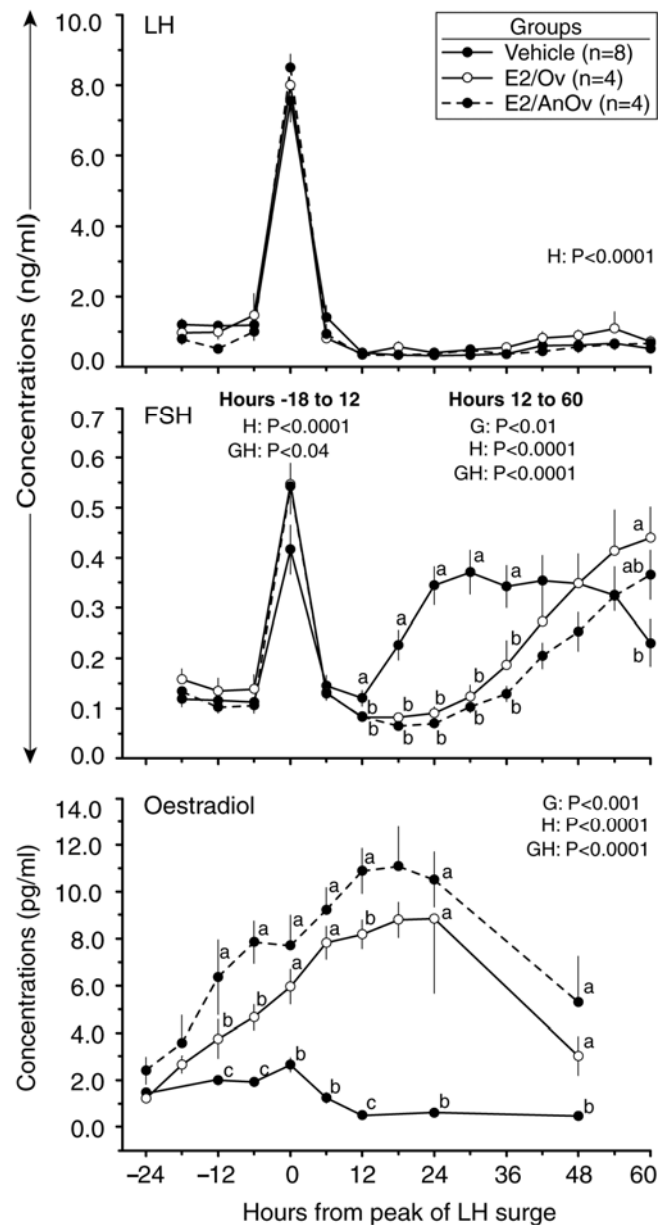 LH
Groups
Vehicle (n=8)
E2/Ov (n=4)
E2/AnOv (n=4)
10.0
8.0
6.0
4.0
2.0
0.0
H: P<0.0001
Concentrations (ng/ml)
FSH
Hours -18 to 12
H: P<0.0001
GH: P<0.04
Hours 12 to 60
G: P<0.01
H: P<0.0001
GH: P<0.0001
0.7
0.6
0.5
0.4
0.3
0.2
0.1
0.0
a
a
a
a
a
a
ab
b
b
b
b
b
b
b
b
b
b
b
Oestradiol
G: P<0.001
H: P<0.0001
GH: P<0.0001
Concentrations (pg/ml)
14.0
12.0
10.0
8.0
6.0
4.0
2.0
0.0
a
a
a
a
a
a
a
b
b
b
a
b
a
a
c
c
b
b
c
b
b
−24
−12
0
12
24
36
48
60
Hours from peak of LH surge